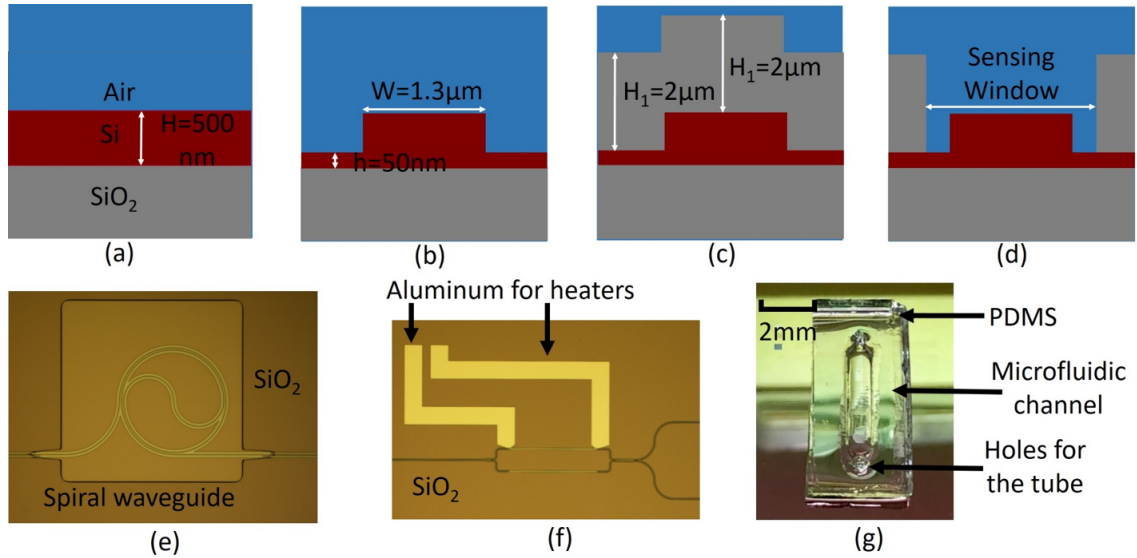 Air
Si
H=500
nm
SiO₂
(a)
W=1.3µm
h=50nm
(b)
H₁=2µm
H₁=2µm
(c)
Sensing
Window
(d)
SiO₂
Spiral waveguide
(e)
Aluminum for heaters
SiO₂
(f)
2mm
PDMS
Microfluidic
channel
Holes for
the tube
(g)